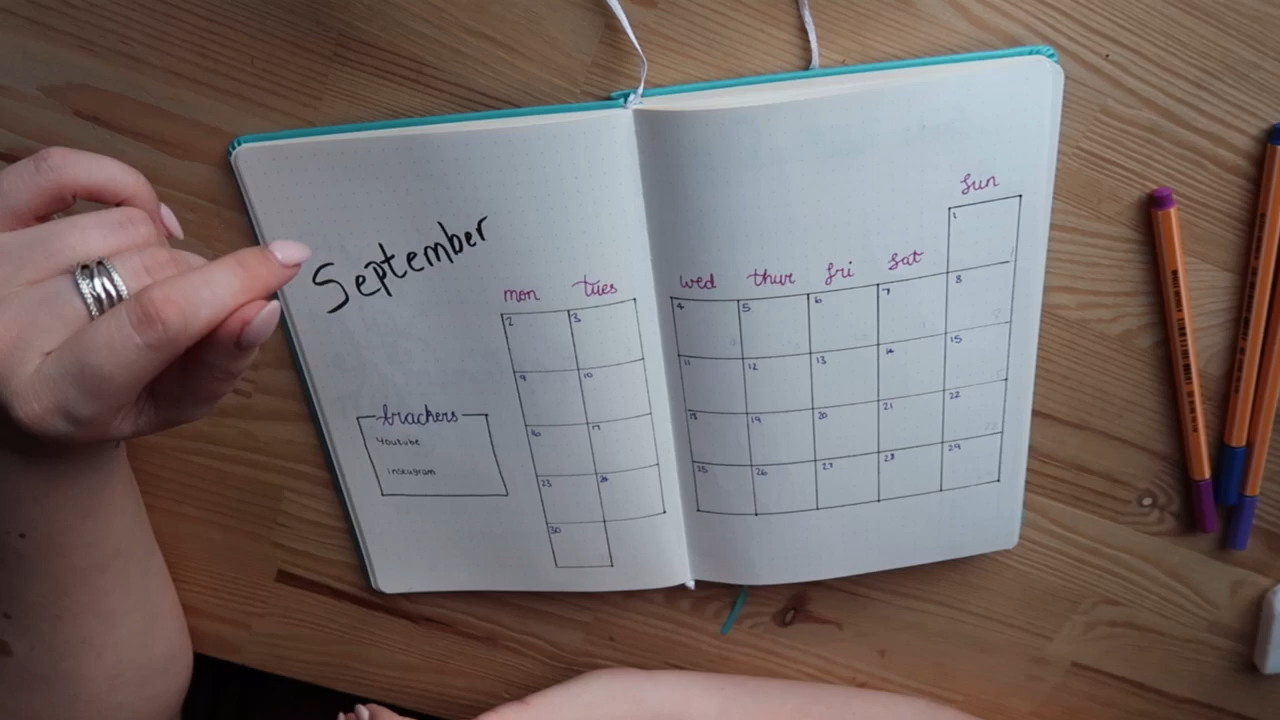 September
mon tues wed thur fri sat sun
1
2 3 4 5 6 7 8
9 10 11 12 13 14 15
16 17 18 19 20 21 22
23 24 25 26 27 28 29
30
trackers
Youtube
instagram